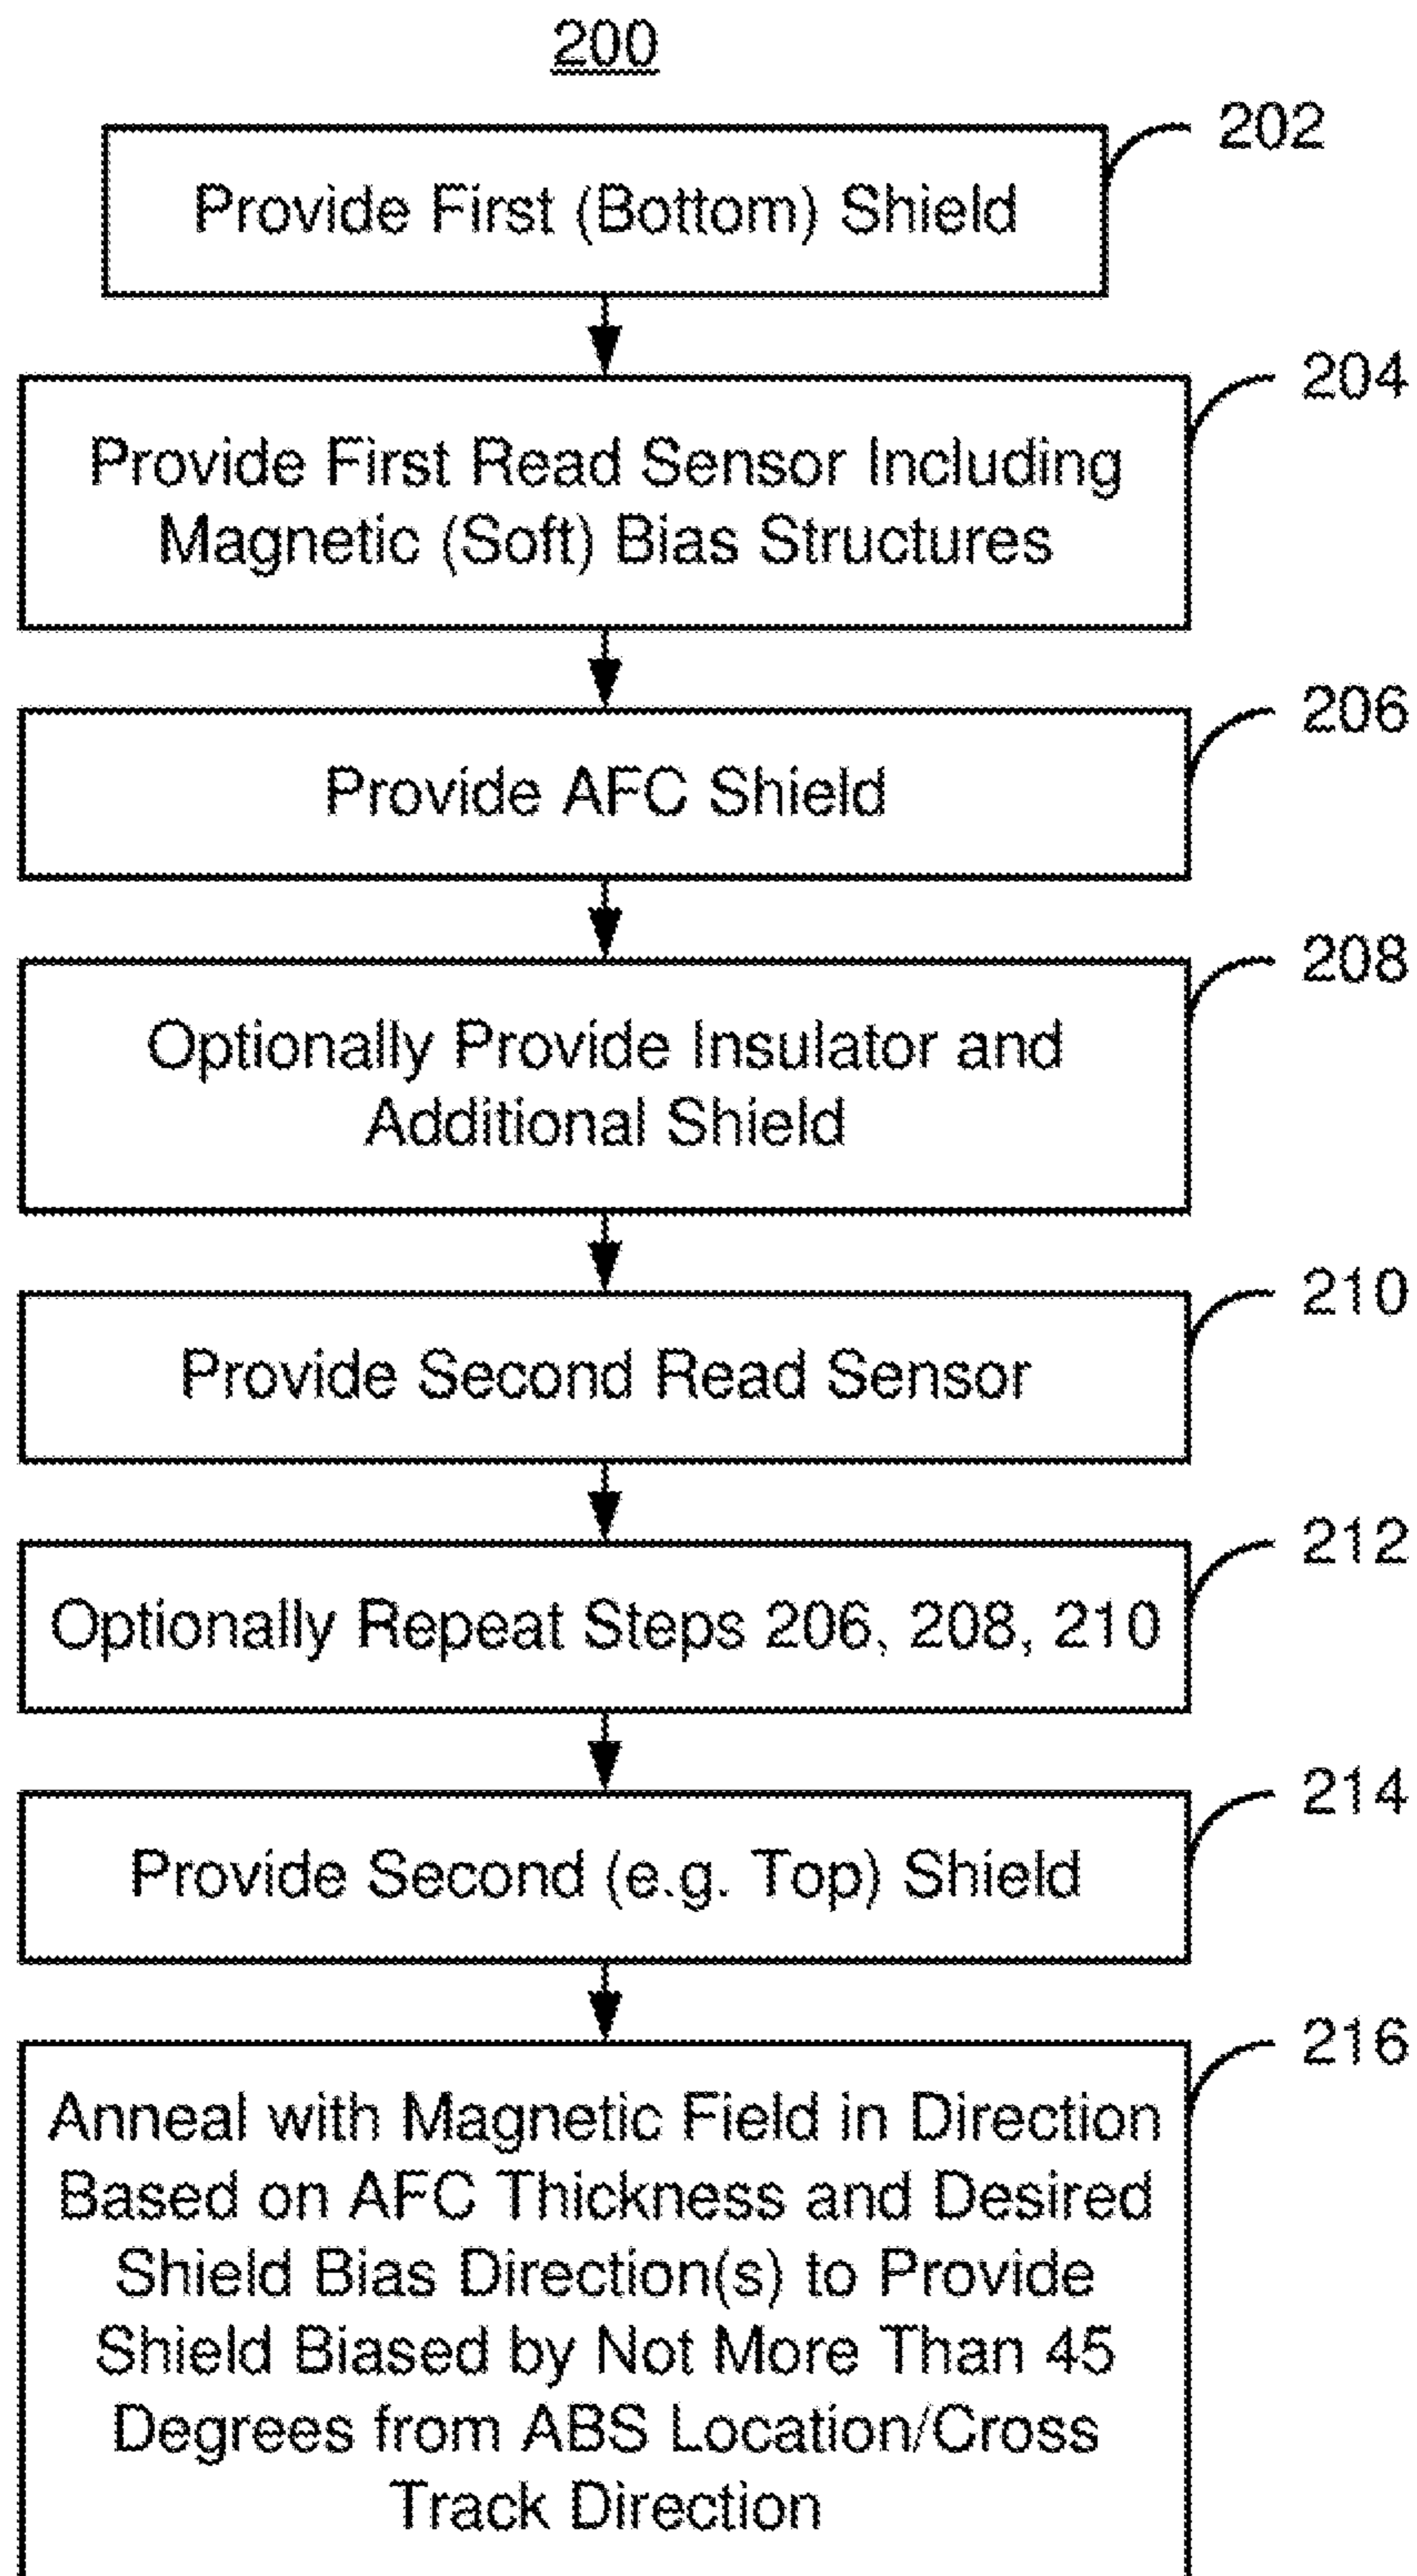 200
202
Provide First (Bottom) Shield
204
Provide First Read Sensor Including
Magnetic (Soft) Bias Structures
206
Provide AFC Shield
208
Optionally Provide Insulator and
Additional Shield
210
Provide Second Read Sensor
212
Optionally Repeat Steps 206, 208, 210
214
Provide Second (e.g. Top) Shield
216
Anneal with Magnetic Field in Direction
Based on AFC Thickness and Desired
Shield Bias Direction(s) to Provide
Shield Biased by Not More Than 45
Degrees from ABS Location/Cross
Track Direction